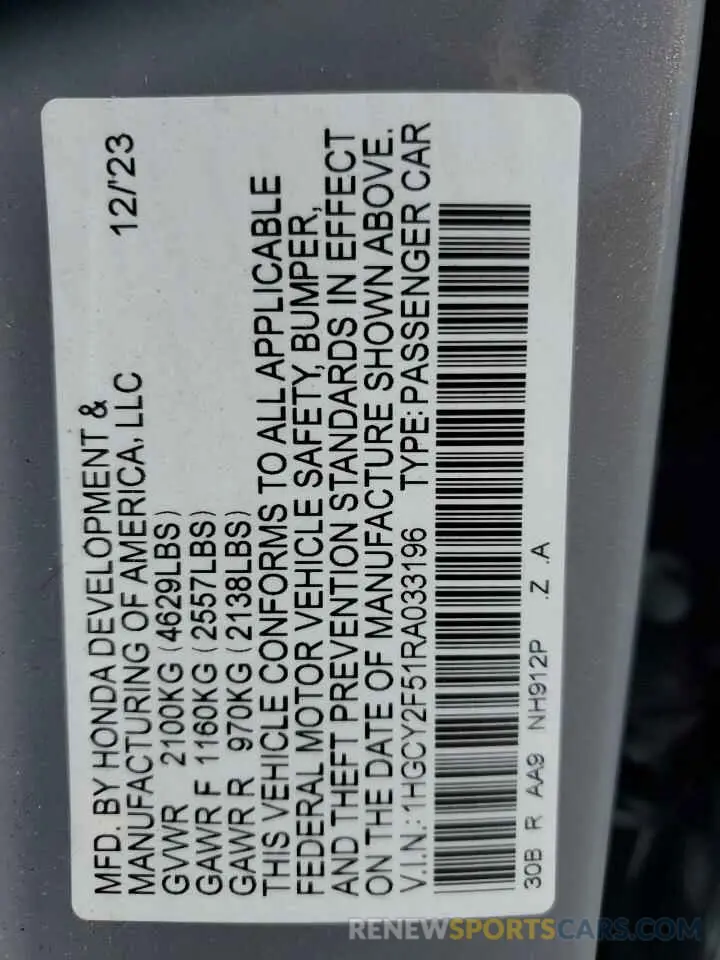 MFD. BY HONDA DEVELOPMENT &
MANUFACTURING OF AMERICA, LLC 12/'23
GVWR 2100KG (4629LBS)
GAWR F 1160KG (2557LBS)
GAWR R 970KG (2138LBS)
THIS VEHICLE CONFORMS TO ALL APPLICABLE
FEDERAL MOTOR VEHICLE SAFETY, BUMPER,
AND THEFT PREVENTION STANDARDS IN EFFECT
ON THE DATE OF MANUFACTURE SHOWN ABOVE.
V.I.N.: 1HGCY2F51RA033196 TYPE: PASSENGER CAR
30B R AA9 NH912P .Z .A
RENEWSPORTSCARS.COM